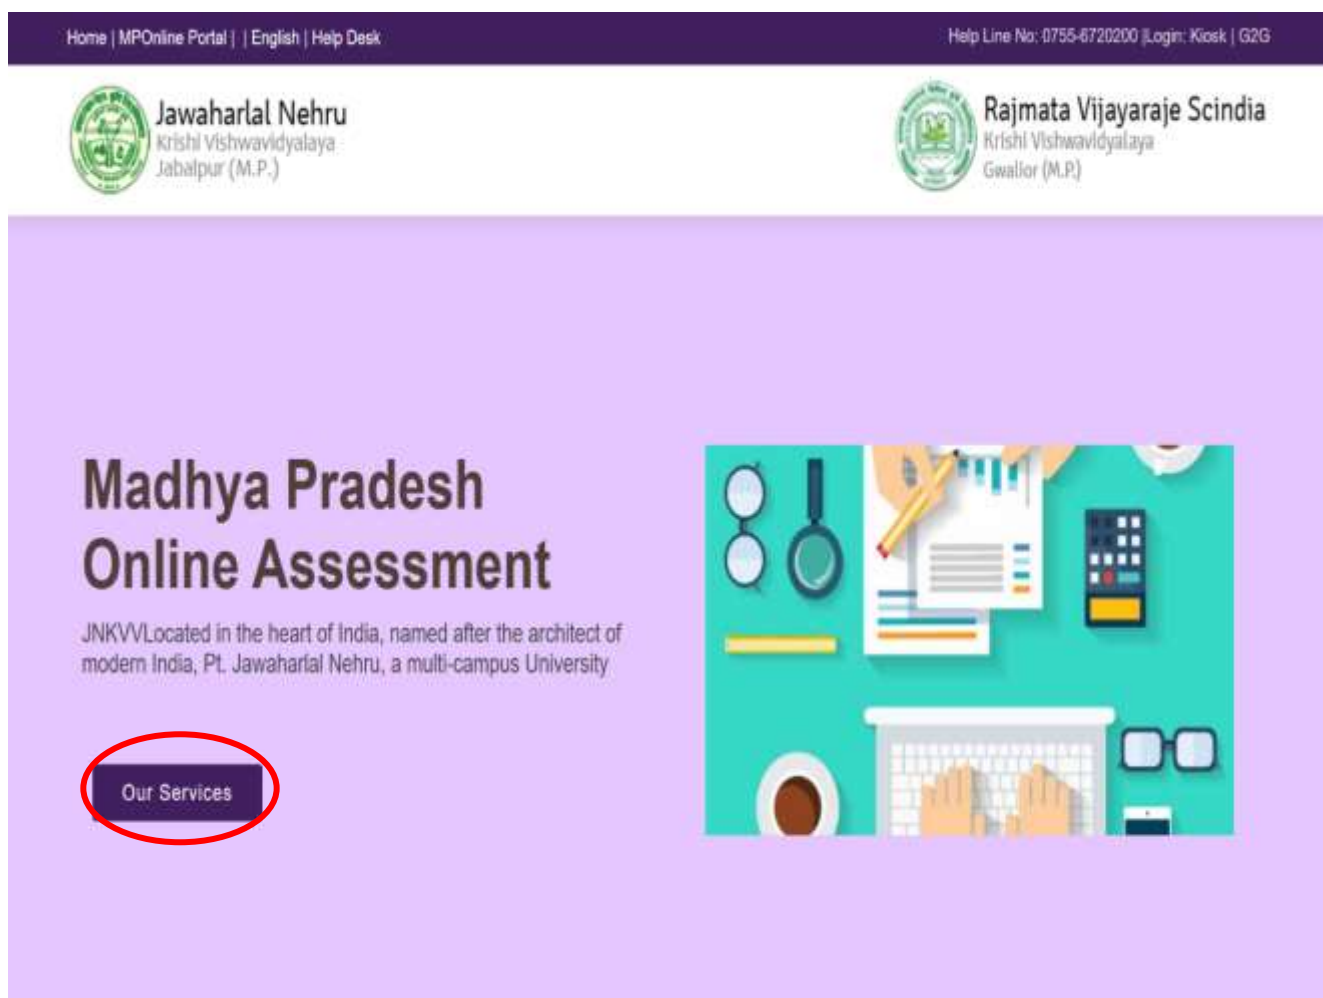 Home | MPOnline Portal | | English | Help Desk
Help Line No: 0755-6720200 |Login: Kiosk | G2G
Jawaharlal Nehru
Krishi Vishwavidyalaya
Jabalpur (M.P.)
Rajmata Vijayaraje Scindia
Krishi Vishwavidyalaya
Gwalior (M.P.)
Madhya Pradesh
Online Assessment
JNKVVLocated in the heart of India, named after the architect of
modern India, Pt. Jawaharlal Nehru, a multi-campus University
Our Services